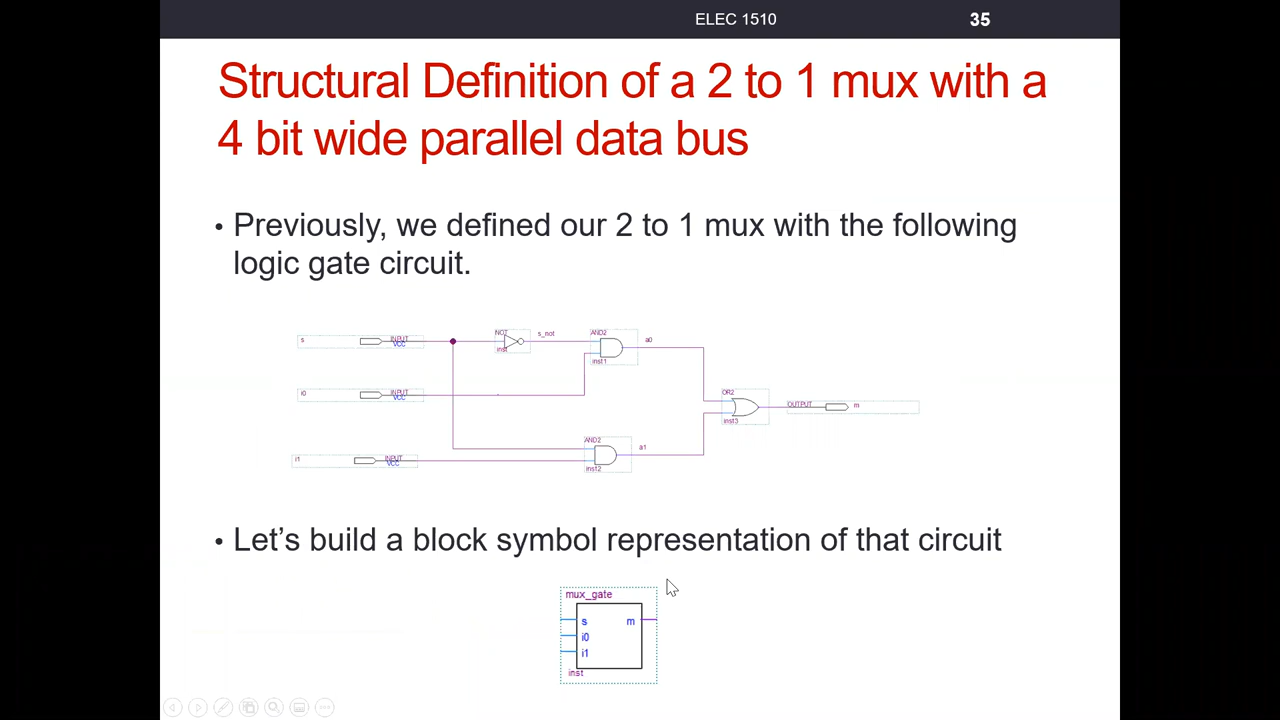 ELEC 1510
35
Structural Definition of a 2 to 1 mux with a
4 bit wide parallel data bus
• Previously, we defined our 2 to 1 mux with the following
logic gate circuit.
s
INPUT
VCC
NOT
inst
s_not
AND2
inst1
a0
i0
INPUT
VCC
OR2
inst3
OUTPUT
m
i1
INPUT
VCC
AND2
inst2
a1
• Let's build a block symbol representation of that circuit
mux_gate
s m
i0
i1
inst